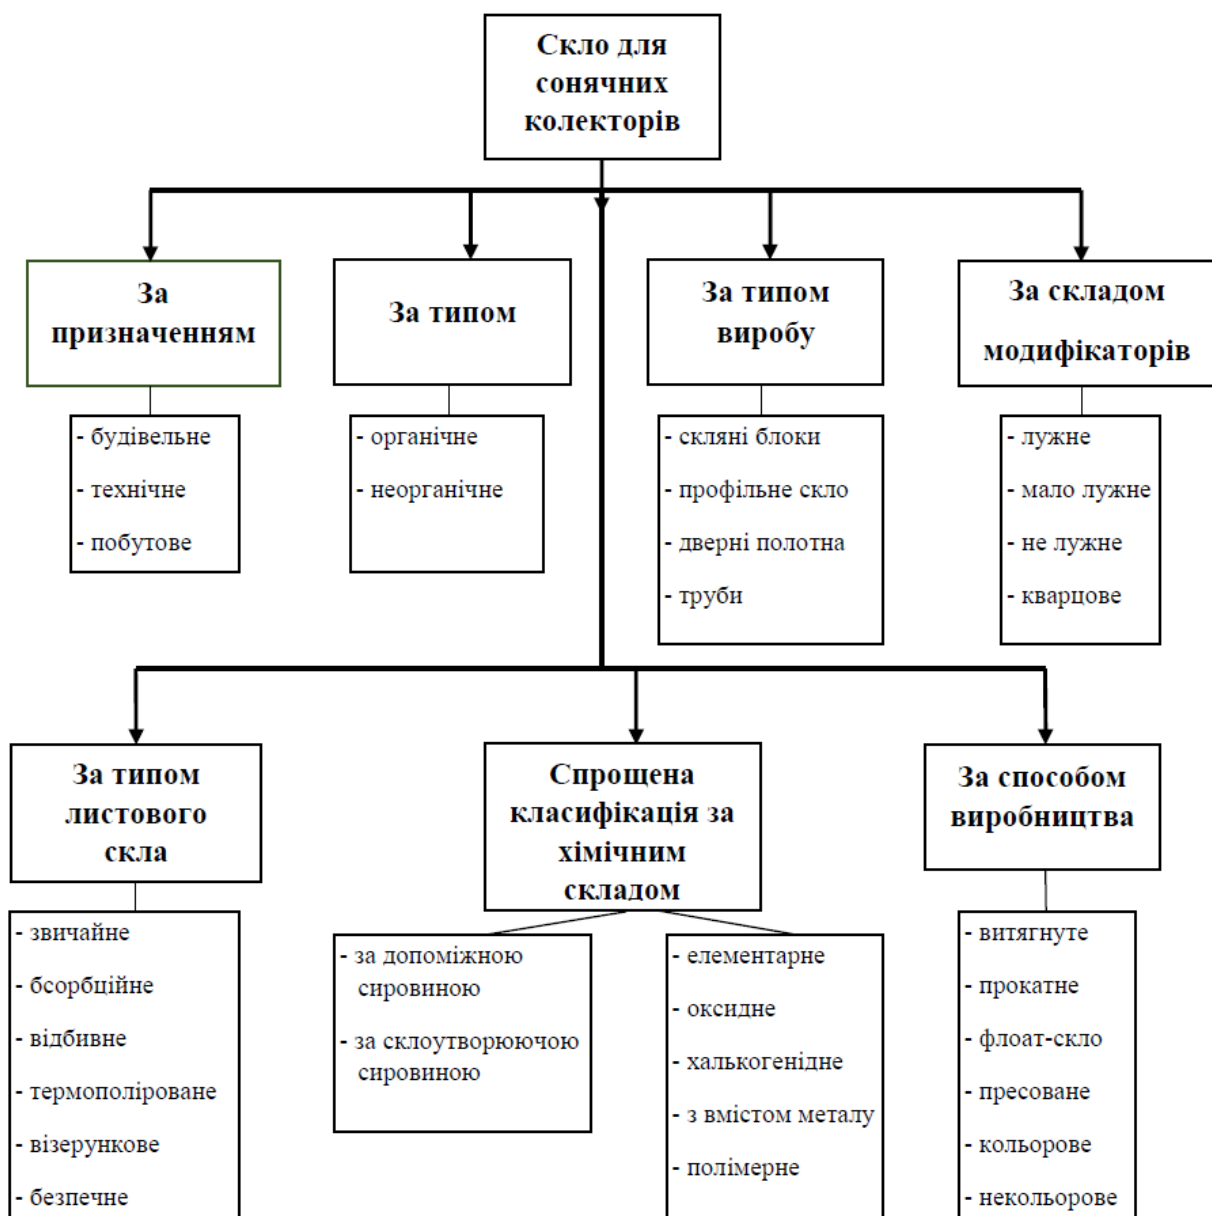 Скло для
сонячних
колекторів
За
призначенням
- будівельне
- технічне
- побутове
За типом
- органічне
- неорганічне
За типом
виробу
- скляні блоки
- профільне скло
- дверні полотна
- труби
За складом
модифікаторів
- лужне
- мало лужне
- не лужне
- кварцове
За типом
листового
скла
- звичайне
- бсорбційне
- відбивне
- термополіроване
- візерункове
- безпечне
Спрощена
класифікація за
хімічним
складом
- за допоміжною
сировиною
- за склоутворюючою
сировиною
- елементарне
- оксидне
- халькогенідне
- з вмістом металу
- полімерне
За способом
виробництва
- витягнуте
- прокатне
- флоат-скло
- пресоване
- кольорове
- некольорове